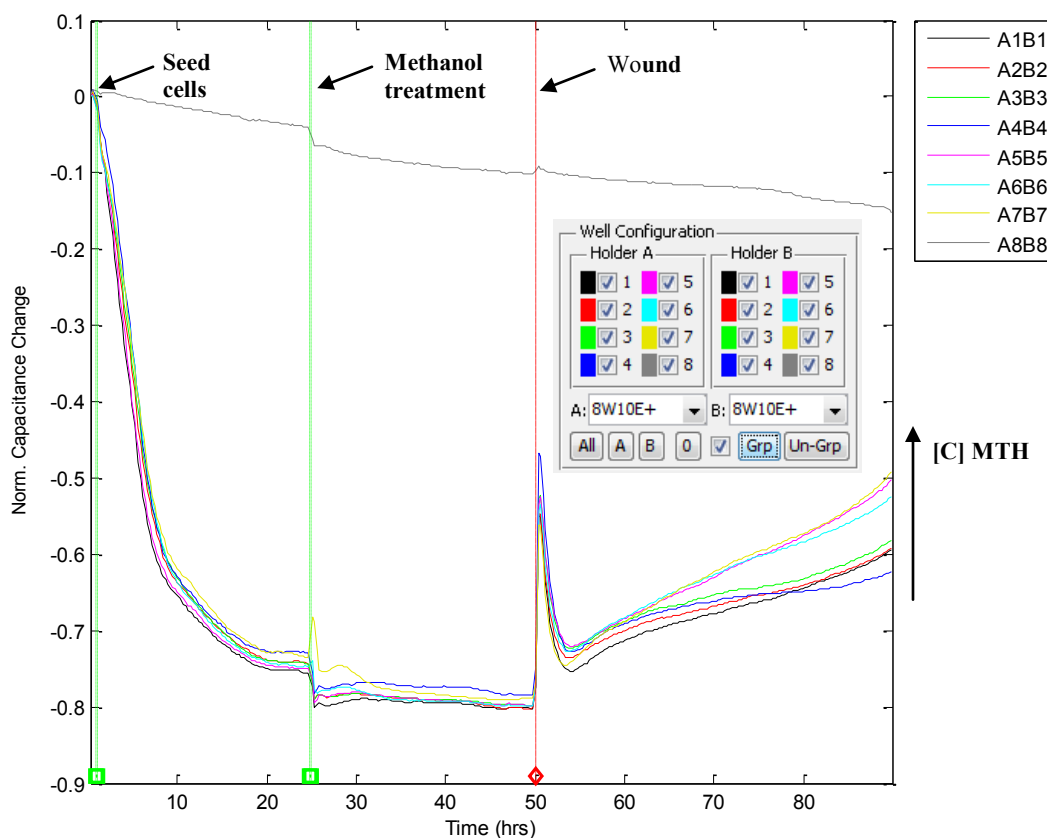 0.1
0
-0.1
-0.2
-0.3
-0.4
-0.5
-0.6
-0.7
-0.8
-0.9
Norm. Capacitance Change
10
20
30
40
50
60
70
80
Time (hrs)
Seed
cells
Methanol
treatment
Wound
A1B1
A2B2
A3B3
A4B4
A5B5
A6B6
A7B7
A8B8
Well Configuration
Holder A
1 5
2 6
3 7
4 8
Holder B
1 5
2 6
3 7
4 8
A: 8W10E+ B: 8W10E+
All A B 0 Grp Un-Grp
[C] MTH